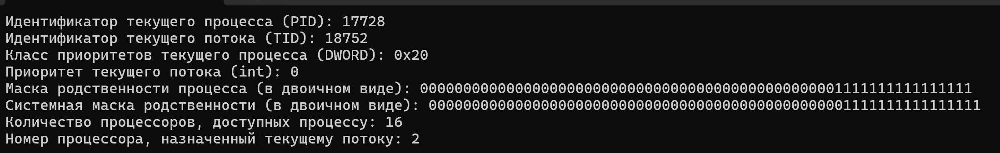 Идентификатор текущего процесса (PID): 17728
Идентификатор текущего потока (TID): 18752
Класс приоритетов текущего процесса (DWORD): 0x20
Приоритет текущего потока (int): 0
Маска родственности процесса (в двоичном виде): 0000000000000000000000000000000000000000000000001111111111111111
Системная маска родственности (в двоичном виде): 0000000000000000000000000000000000000000000000001111111111111111
Количество процессоров, доступных процессу: 16
Номер процессора, назначенный текущему потоку: 2